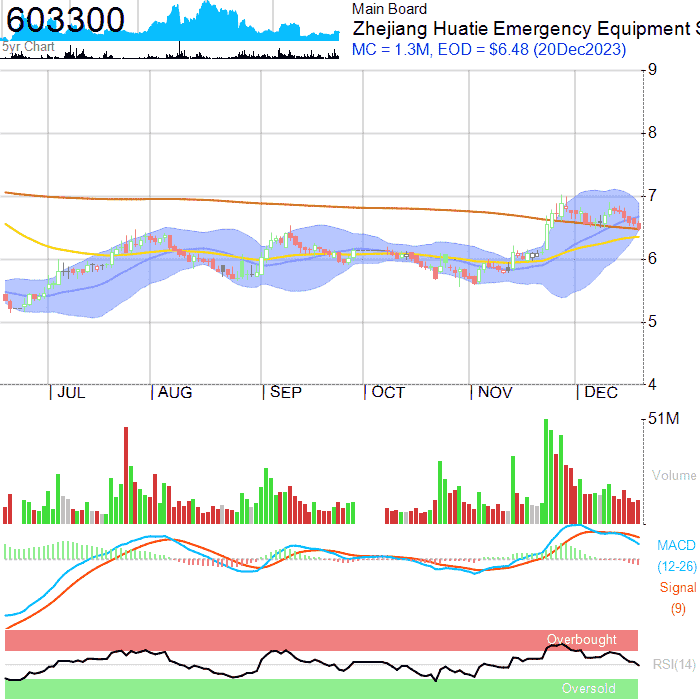 603300
5yr Chart
Main Board
Zhejiang Huatie Emergency Equipment S
MC = 1.3M, EOD = $6.48 (20Dec2023)
9
8
7
6
5
4
JUL
AUG
SEP
OCT
NOV
DEC
51M
Volume
MACD
(12-26)
Signal
(9)
Overbought
RSI(14)
Oversold